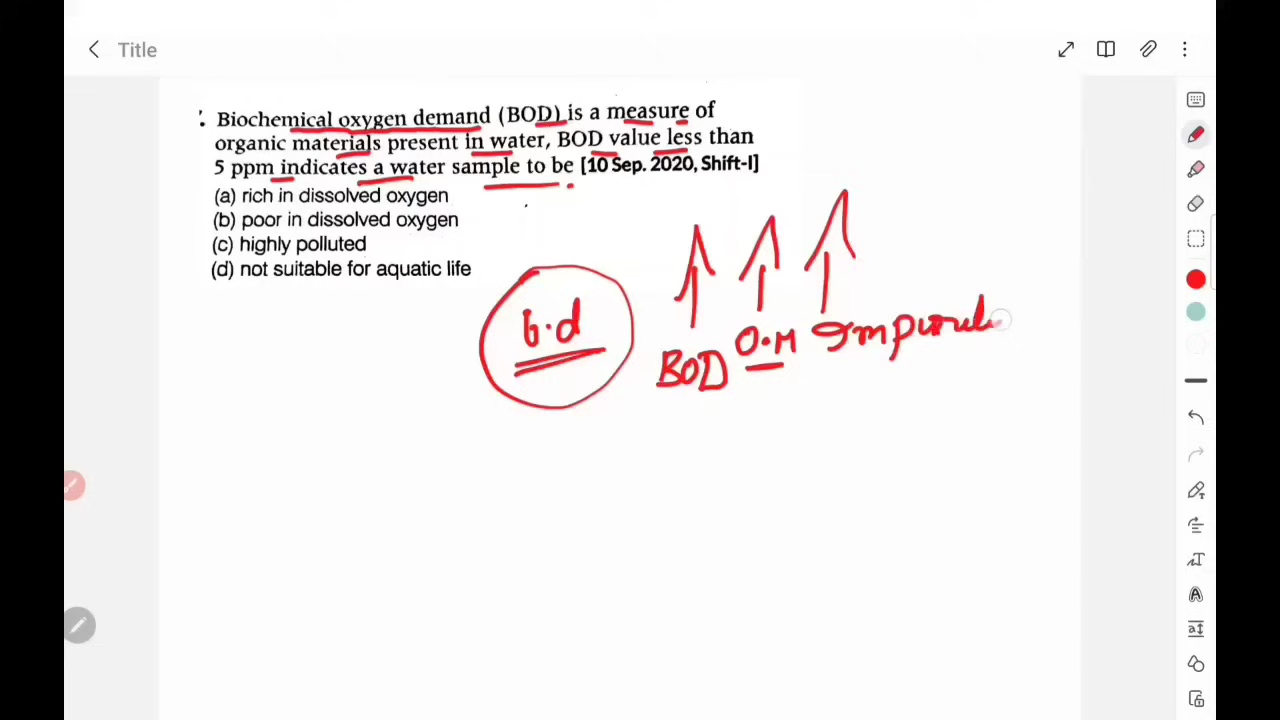 Title
Biochemical oxygen demand (BOD) is a measure of
organic materials present in water, BOD value less than
5 ppm indicates a water sample to be [10 Sep. 2020, Shift-I]
(a) rich in dissolved oxygen
(b) poor in dissolved oxygen
(c) highly polluted
(d) not suitable for aquatic life
b.d
BOD O.M